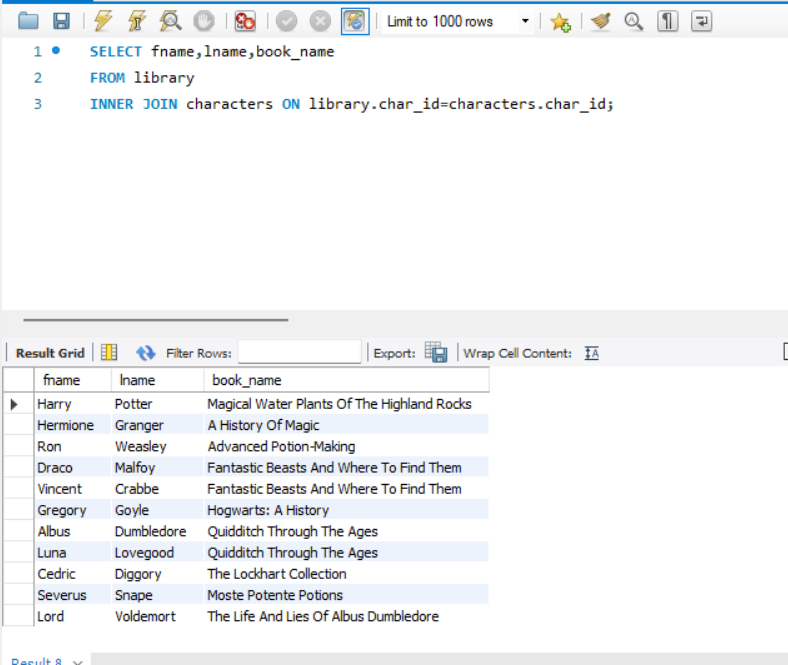 Limit to 1000 rows
1 SELECT fname,lname,book_name
2 FROM library
3 INNER JOIN characters ON library.char_id=characters.char_id;
Result Grid Filter Rows: Export: Wrap Cell Content: IA
fname lname book_name
Harry Potter Magical Water Plants Of The Highland Rocks
Hermione Granger A History Of Magic
Ron Weasley Advanced Potion-Making
Draco Malfoy Fantastic Beasts And Where To Find Them
Vincent Crabbe Fantastic Beasts And Where To Find Them
Gregory Goyle Hogwarts: A History
Albus Dumbledore Quidditch Through The Ages
Luna Lovegood Quidditch Through The Ages
Cedric Diggory The Lockhart Collection
Severus Snape Moste Potente Potions
Lord Voldemort The Life And Lies Of Albus Dumbledore
Result 8